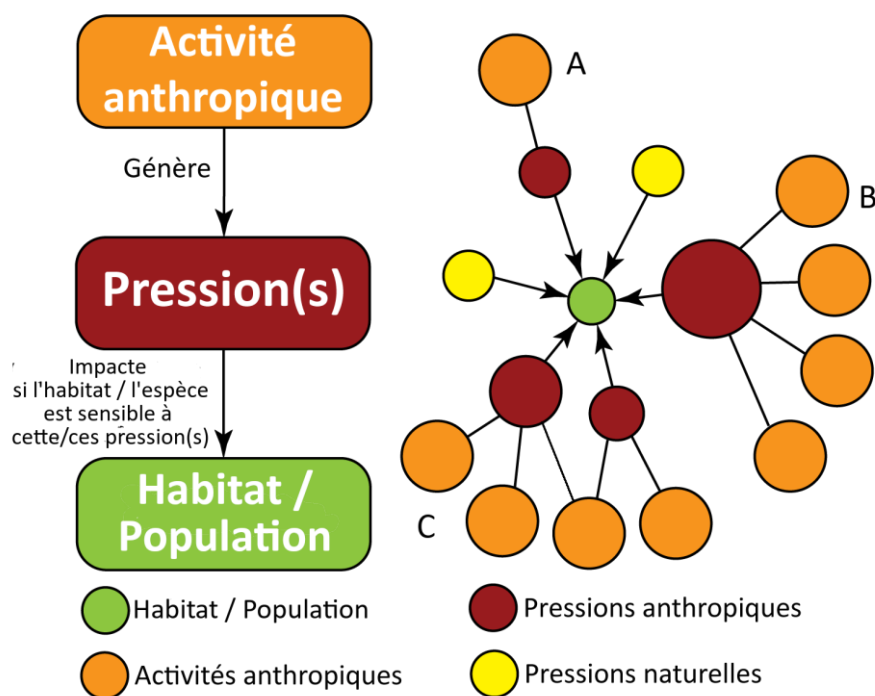 Activité
anthropique
Génère
Pression(s)
Impacte
si l'habitat / l'espèce
est sensible à
cette/ces pression(s)
Habitat /
Population
A
B
C
Habitat / Population
Pressions anthropiques
Activités anthropiques
Pressions naturelles